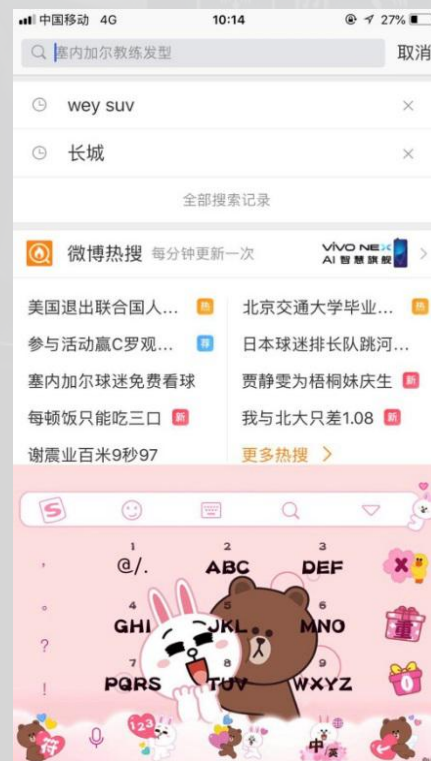 中国移动 4G 10:14 27%
塞内加尔教练发型 取消
wey suv
长城
全部搜索记录
微博热搜 每分钟更新一次 vivo NEX
AI 智慧旗舰
美国退出联合国人... 热 北京交通大学毕业... 热
参与活动赢C罗观... 荐 日本球迷排长队跳河...
塞内加尔球迷免费看球 贾静雯为梧桐妹庆生 新
每顿饭只能吃三口 新 我与北大只差1.08 新
谢震业百米9秒97 更多热搜
S
， 1 2 3
@/. ABC DEF
。 4 5 6
GHI JKL MNO 重
？ 7 8 9
！ PQRS TUV WXYZ 0
符 123 中 英